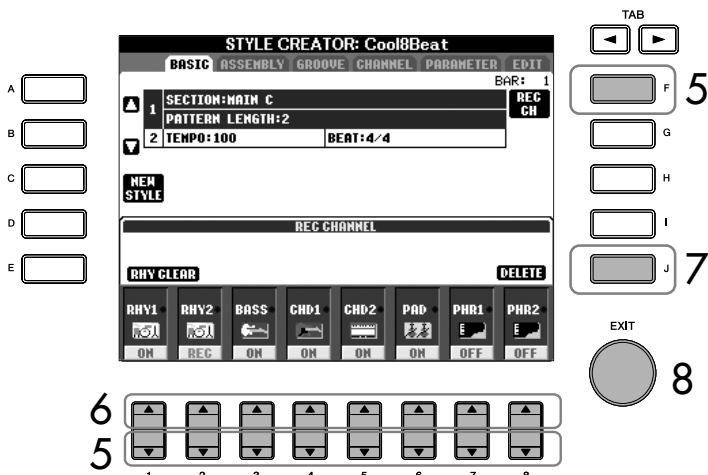 TAB
STYLE CREATOR: Cool8Beat
BASIC ASSEMBLY GROOVE CHANNEL PARAMETER EDIT
BAR: 1
A
F 5
1 SECTION:MAIN C
PATTERN LENGTH:2
REC CH
B
G
2 TEMPO:100 BEAT:4/4
C
H
NEW STYLE
D
I
REC CHANNEL
E
J 7
RHY CLEAR DELETE
RHY1 RHY2 BASS CHD1 CHD2 PAD PHR1 PHR2
ON REC ON ON ON ON OFF OFF
EXIT
8
6
5
1 2 3 4 5 6 7 8